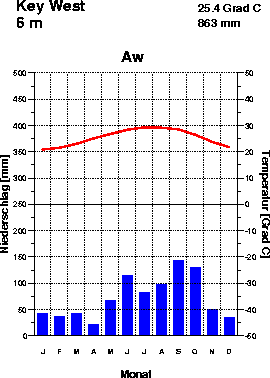 Key West
25.4 Grad C
6 m
863 mm
Aw
500
50
450
40
400
30
350
20
300
10
250
0
200
-10
150
-20
100
-30
50
-40
0
-50
Niederschlag [mm]
Temperatur [Grad C]
J F M A M J J A S O N D
Monat